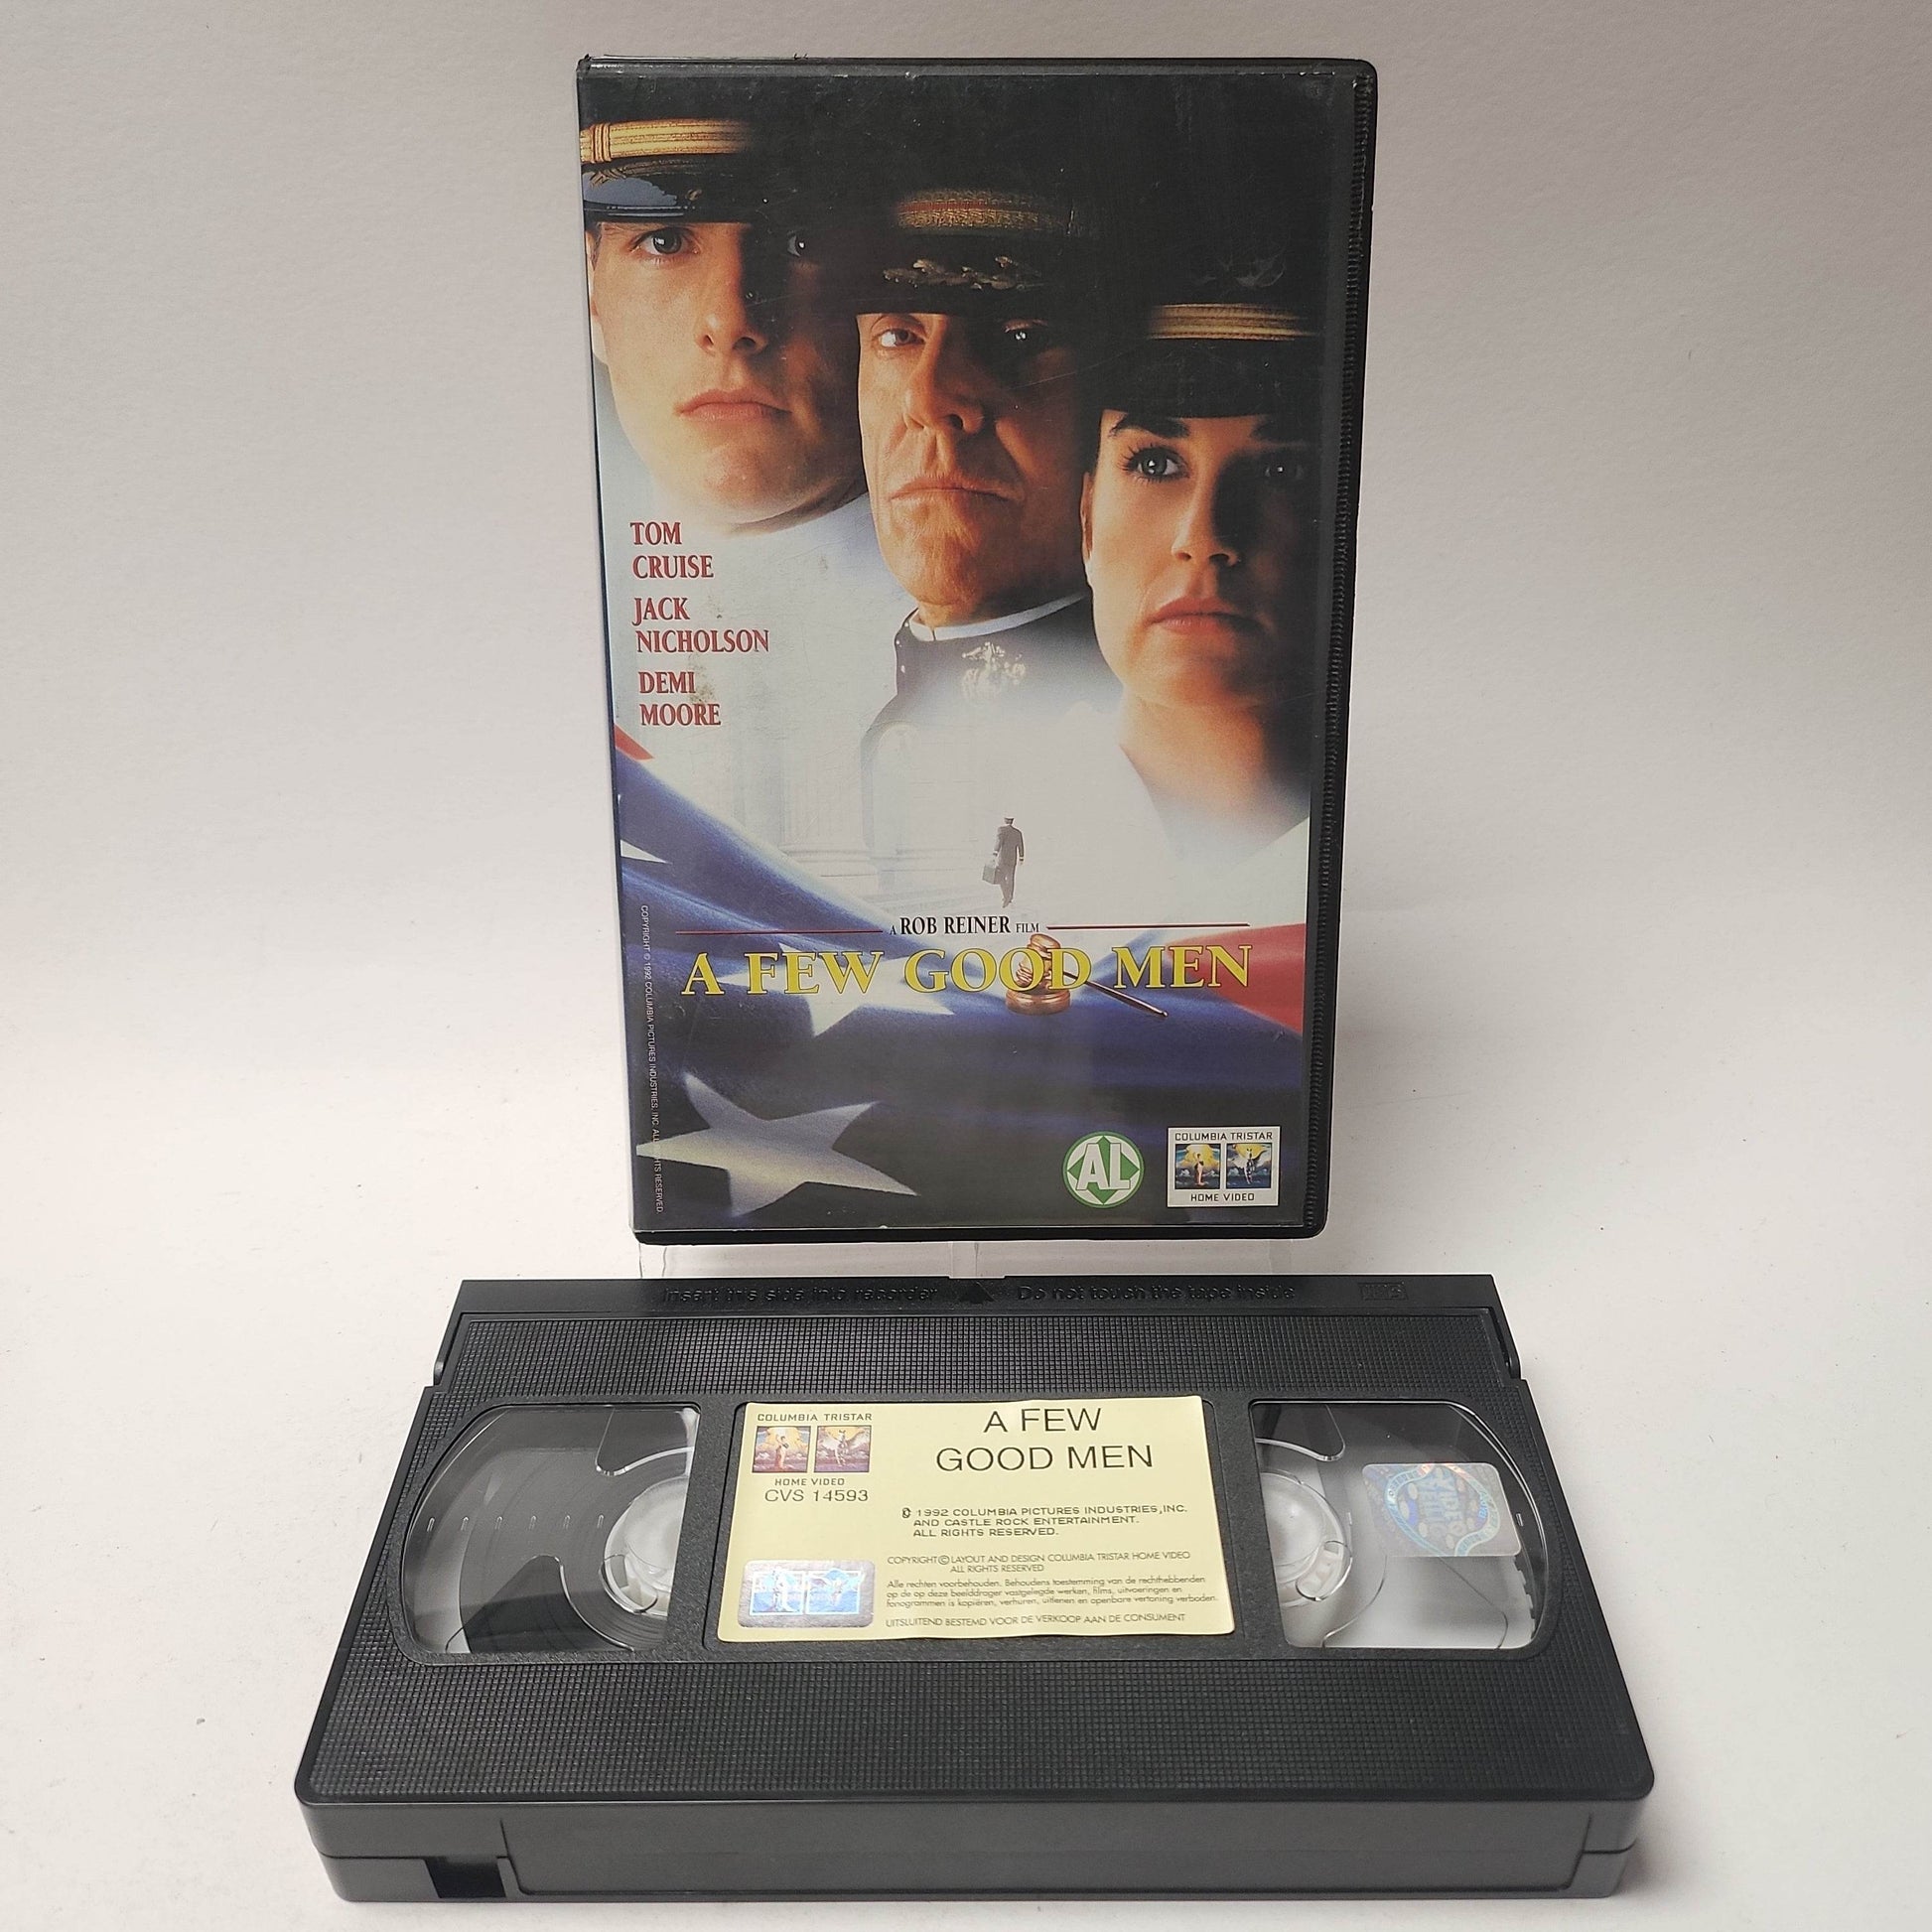 TOM
CRUISE
JACK
NICHOLSON
DEMI
MOORE
A ROB REINER FILM
A FEW GOOD MEN
COPYRIGHT © 1992 COLUMBIA PICTURES INDUSTRIES, INC. ALL RIGHTS RESERVED.
AL
COLUMBIA TRISTAR
HOME VIDEO
Insert this side into recorder
Do not touch the tape inside
VHS
COLUMBIA TRISTAR
HOME VIDEO
CVS 14593
A FEW
GOOD MEN
© 1992 COLUMBIA PICTURES INDUSTRIES, INC.
AND CASTLE ROCK ENTERTAINMENT.
ALL RIGHTS RESERVED.
COPYRIGHT © LAYOUT AND DESIGN COLUMBIA TRISTAR HOME VIDEO
ALL RIGHTS RESERVED
Alle rechten voorbehouden. Behoudens toestemming van de rechthebbenden
op de op deze beelddrager vastgelegde werken, films, uitvoeringen en
fonogrammen is kopiëren, verhuren, uitlenen en openbare vertoning verboden.
UITSLUITEND BESTEMD VOOR DE VERKOOP AAN DE CONSUMENT